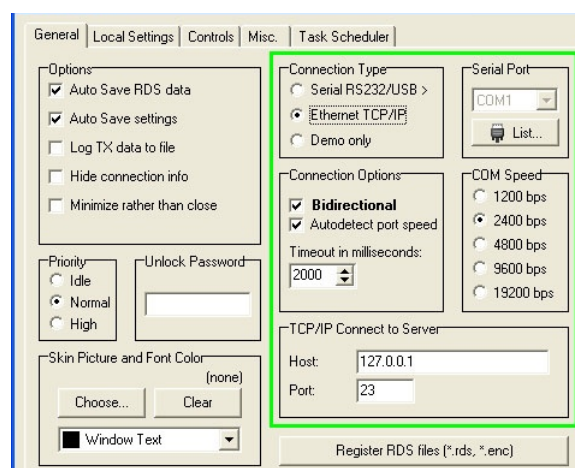 General
Local Settings
Controls
Misc.
Task Scheduler
Options
Auto Save RDS data
Auto Save settings
Log TX data to file
Hide connection info
Minimize rather than close
Priority
Idle
Normal
High
Unlock Password
Skin Picture and Font Color
(none)
Choose...
Clear
Window Text
Connection Type
Serial RS232/USB >
Ethernet TCP/IP
Demo only
Serial Port
COM1
List...
Connection Options
Bidirectional
Autodetect port speed
Timeout in milliseconds:
2000
COM Speed
1200 bps
2400 bps
4800 bps
9600 bps
19200 bps
TCP/IP Connect to Server
Host:
127.0.0.1
Port:
23
Register RDS files (*.rds, *.enc)